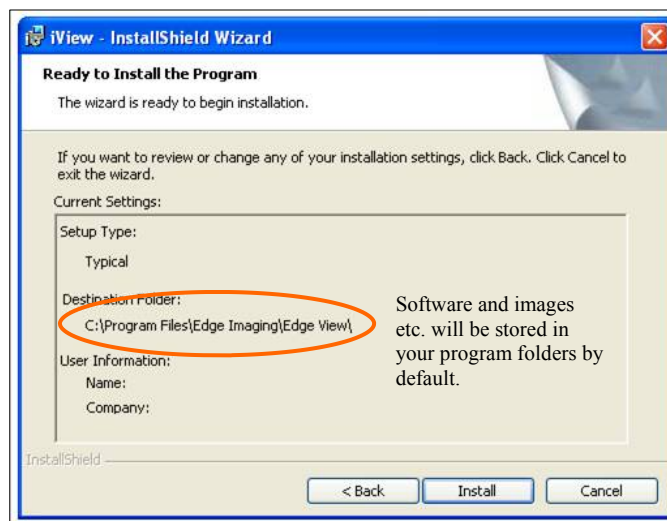 iView - InstallShield Wizard
Ready to Install the Program
The wizard is ready to begin installation.
If you want to review or change any of your installation settings, click Back. Click Cancel to
exit the wizard.
Current Settings:
Setup Type:
Typical
Destination Folder:
C:\Program Files\Edge Imaging\Edge View\
User Information:
Name:
Company:
Software and images
etc. will be stored in
your program folders by
default.
InstallShield
< Back
Install
Cancel